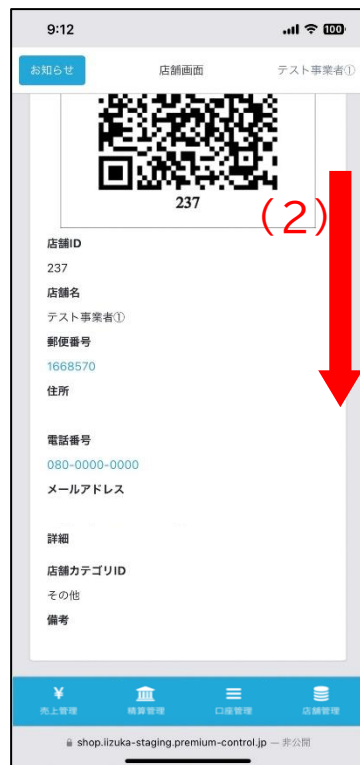 9:12
100
お知らせ
店舗画面
テスト事業者①
237
(2)
店舗ID
237
店舗名
テスト事業者①
郵便番号
1668570
住所
電話番号
080-0000-0000
メールアドレス
詳細
店舗カテゴリID
その他
備考
¥
売上管理
精算管理
口座管理
店舗管理
shop.iizuka-staging.premium-control.jp — 非公開